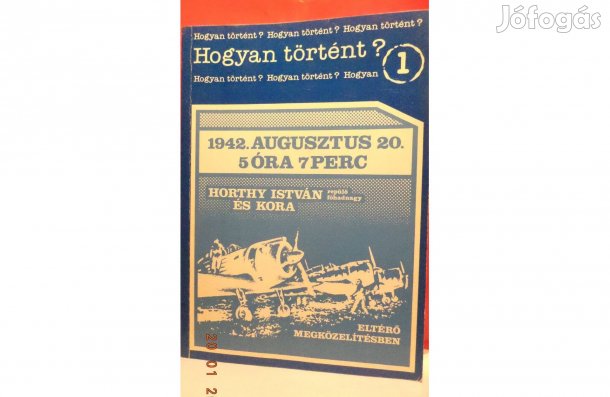 Jófogás
Hogyan történt? Hogyan történt? Hogyan történt?
Hogyan történt? 1
Hogyan történt? Hogyan történt? Hogyan
1942. AUGUSZTUS 20.
5 ÓRA 7 PERC
HORTHY ISTVÁN repülő főhadnagy
ÉS KORA
ELTÉRŐ
MEGKÖZELÍTÉSBEN